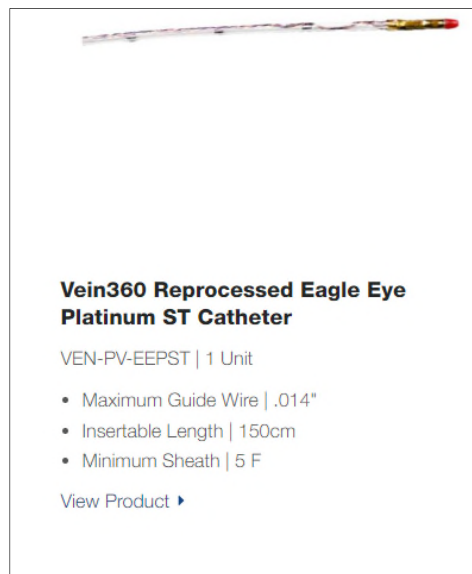 Vein360 Reprocessed Eagle Eye
Platinum ST Catheter
VEN-PV-EEPST | 1 Unit
• Maximum Guide Wire | .014"
• Insertable Length | 150cm
• Minimum Sheath | 5 F
View Product